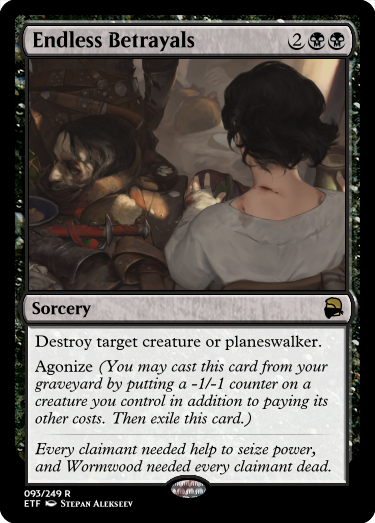 Endless Betrayals 2
Sorcery
Destroy target creature or planeswalker.
Agonize (You may cast this card from your
graveyard by putting a -1/-1 counter on a
creature you control in addition to paying its
other costs. Then exile this card.)
Every claimant needed help to seize power,
and Wormwood needed every claimant dead.
093/249 R
ETF Stepan Alekseev